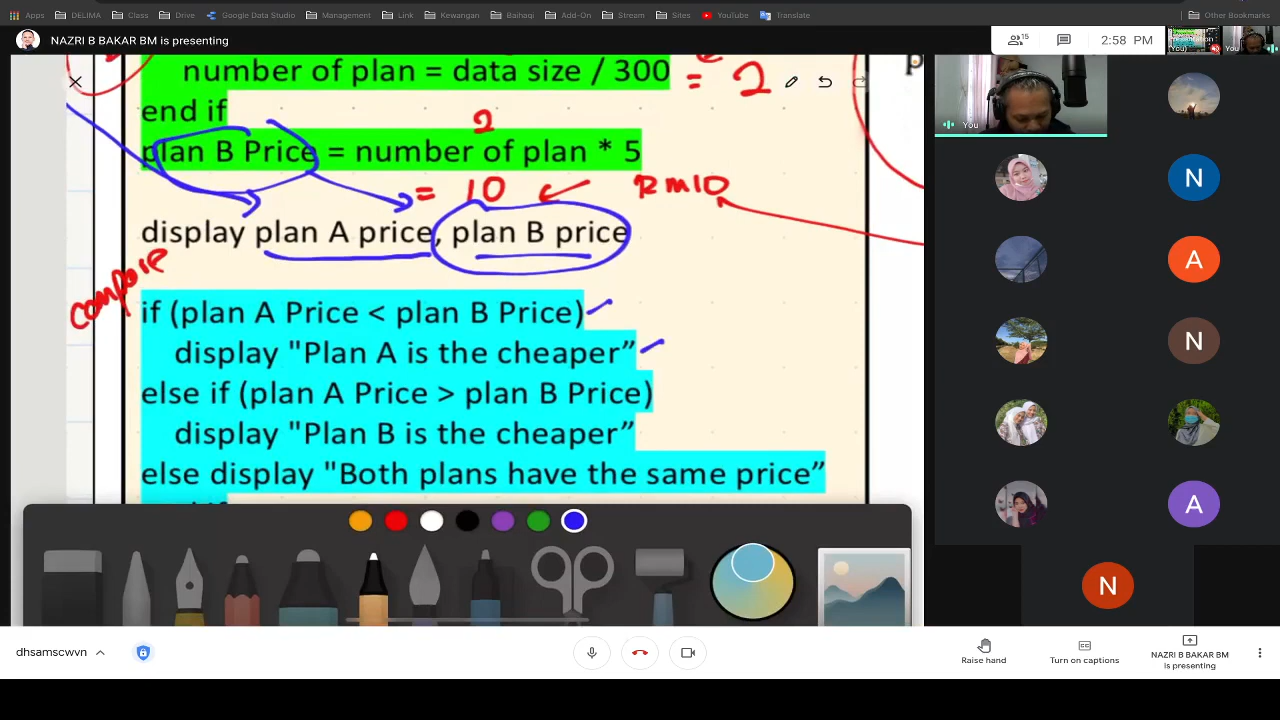 Apps DELIMA Class Drive Google Data Studio Management Link Kewangan Baihaqi Add-On Stream Sites YouTube Translate Other Bookmarks
NAZRI B BAKAR BM is presenting
15 2:58 PM
You
number of plan = data size / 300 = 2
end if
2
plan B Price = number of plan * 5
= 10 RM10
display plan A price, plan B price
compare
if (plan A Price < plan B Price)
display "Plan A is the cheaper”
else if (plan A Price > plan B Price)
display "Plan B is the cheaper”
else display "Both plans have the same price”
You
N
A
N
A
N
dhsamscwvn
Raise hand
Turn on captions
NAZRI B BAKAR BM
is presenting